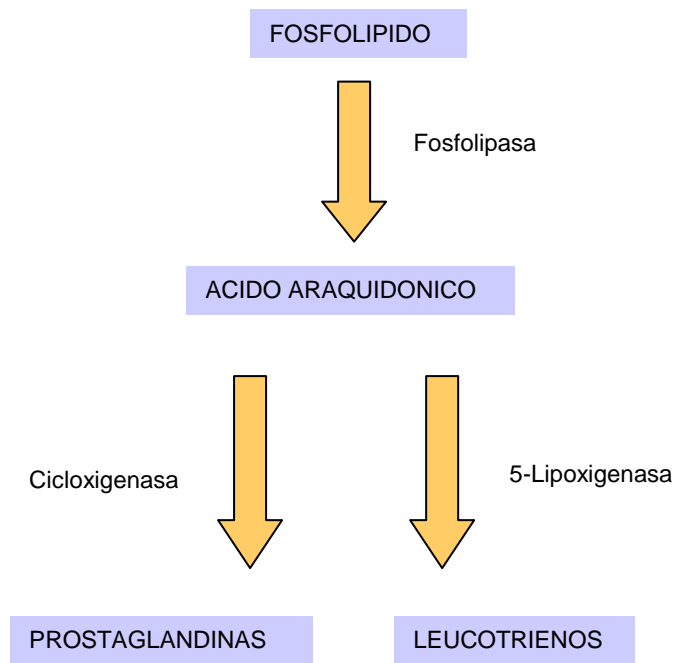 FOSFOLIPIDO
Fosfolipasa
ACIDO ARAQUIDONICO
Cicloxigenasa
5-Lipoxigenasa
PROSTAGLANDINAS
LEUCOTRIENOS